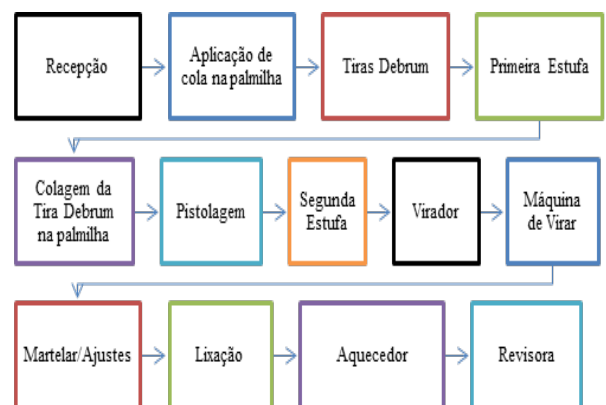 Recepção
Aplicação de
cola na palmilha
Tiras Debrum
Primeira Estufa
Colagem da
Tira Debrum
na palmilha
Pistolagem
Segunda
Estufa
Virador
Máquina
de Virar
Martelar/Ajustes
Lixação
Aquecedor
Revisora